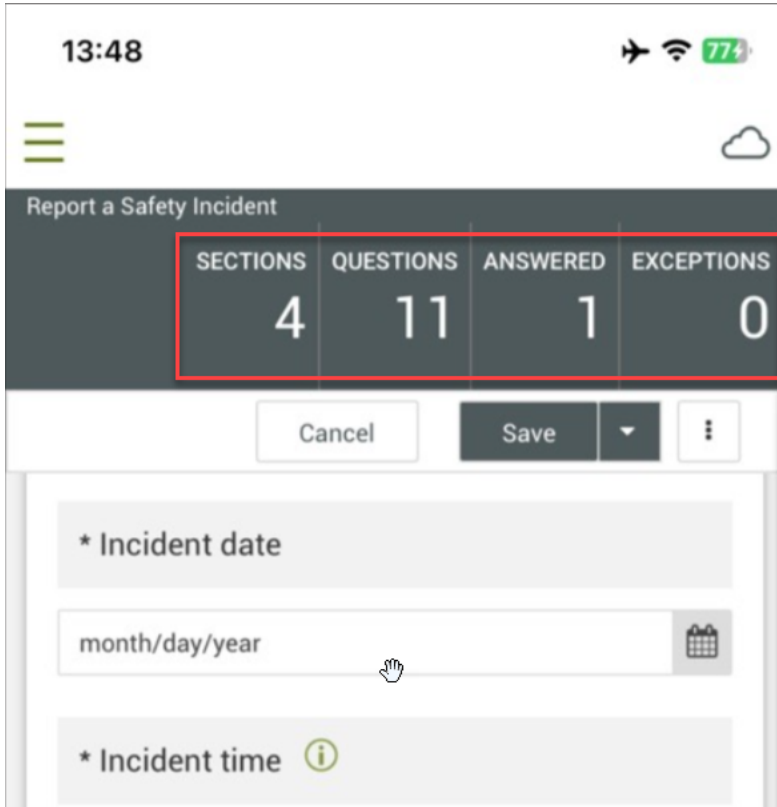 13:48
77
Report a Safety Incident
SECTIONS QUESTIONS ANSWERED EXCEPTIONS
4 11 1 0
Cancel Save
* Incident date
month/day/year
* Incident time